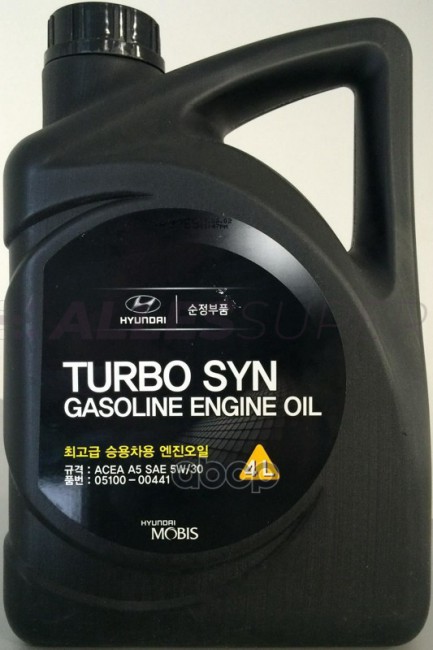 HYUNDAI 순정부품
TURBO SYN
GASOLINE ENGINE OIL
최고급 승용차용 엔진오일
규격 : ACEA A5 SAE 5W/30
품번 : 05100-00441
4L
HYUNDAI
MOBIS